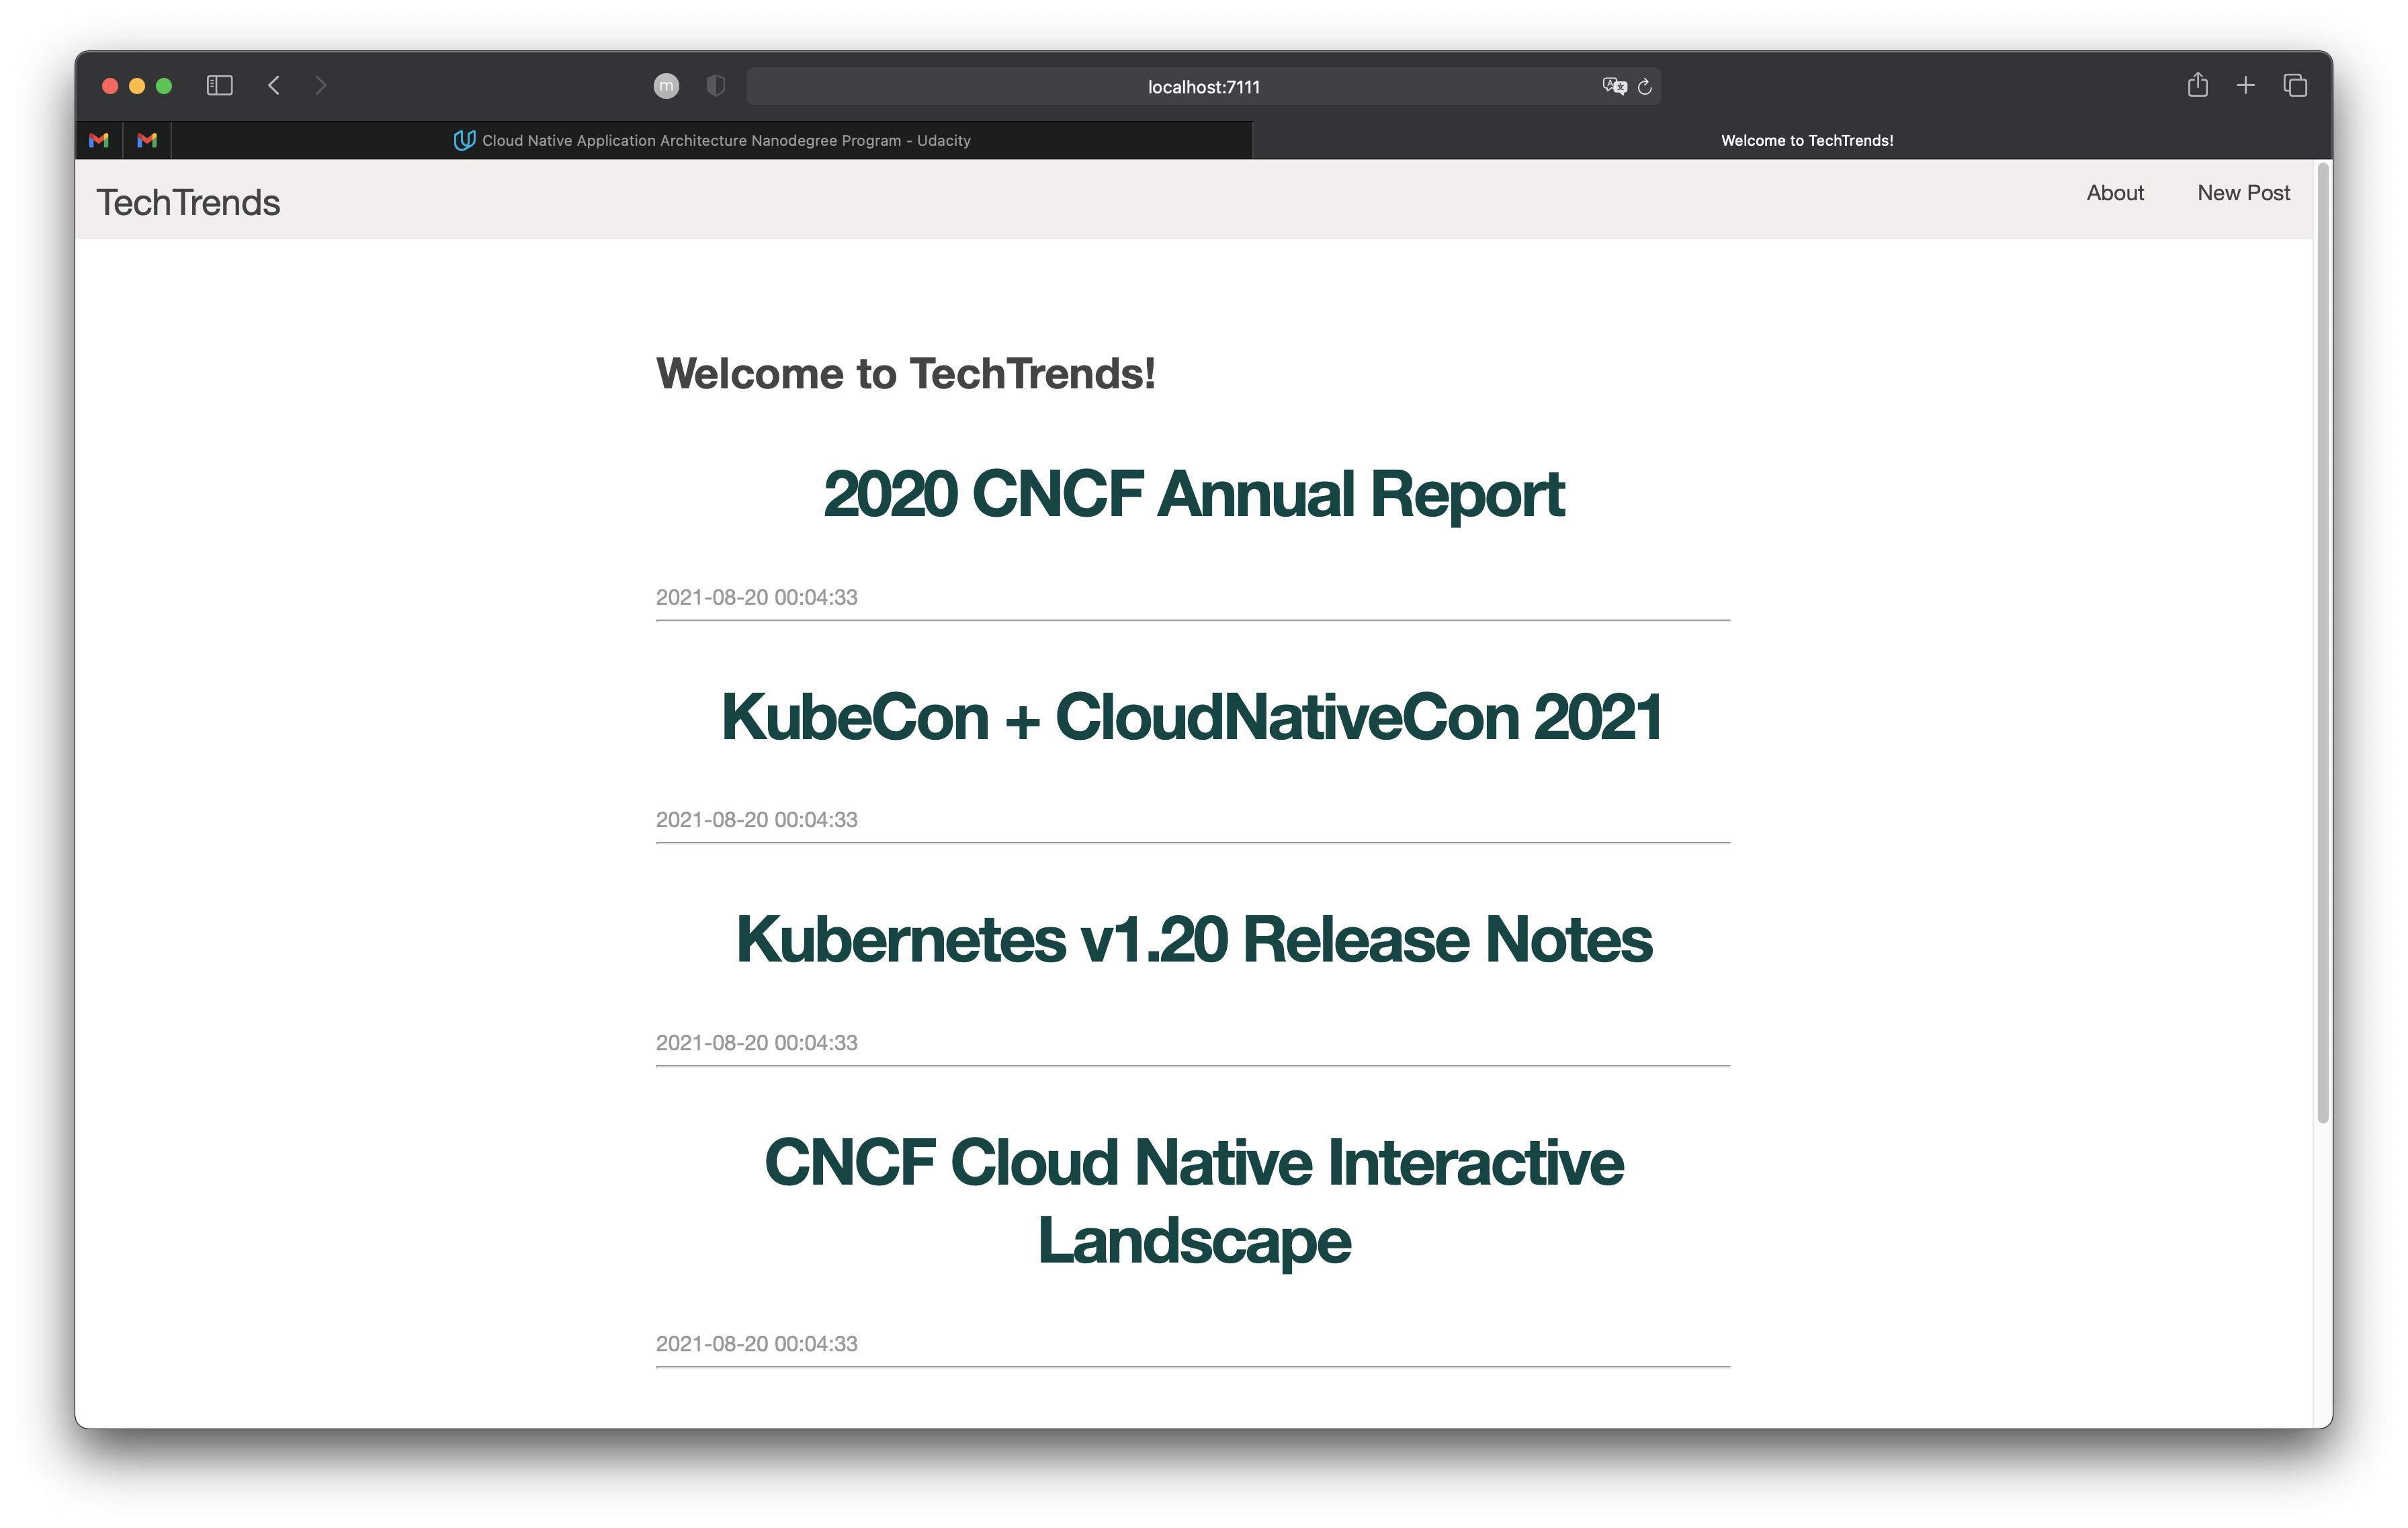 m
localhost:7111
Cloud Native Application Architecture Nanodegree Program - Udacity
Welcome to TechTrends!
TechTrends
About
New Post
Welcome to TechTrends!
2020 CNCF Annual Report
2021-08-20 00:04:33
KubeCon + CloudNativeCon 2021
2021-08-20 00:04:33
Kubernetes v1.20 Release Notes
2021-08-20 00:04:33
CNCF Cloud Native Interactive
Landscape
2021-08-20 00:04:33